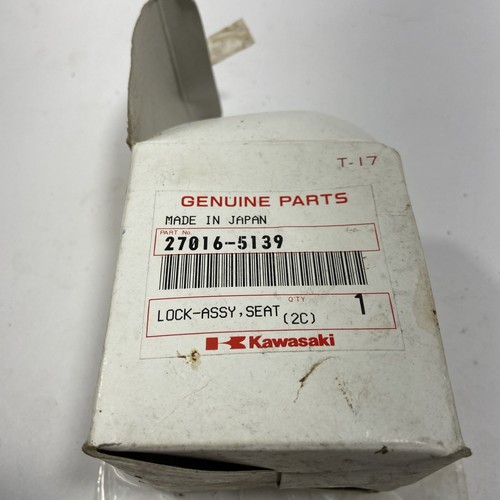 T-17
GENUINE PARTS
MADE IN JAPAN
PART No.
27016-5139
QTY
LOCK-ASSY,SEAT (2C) 1
Kawasaki